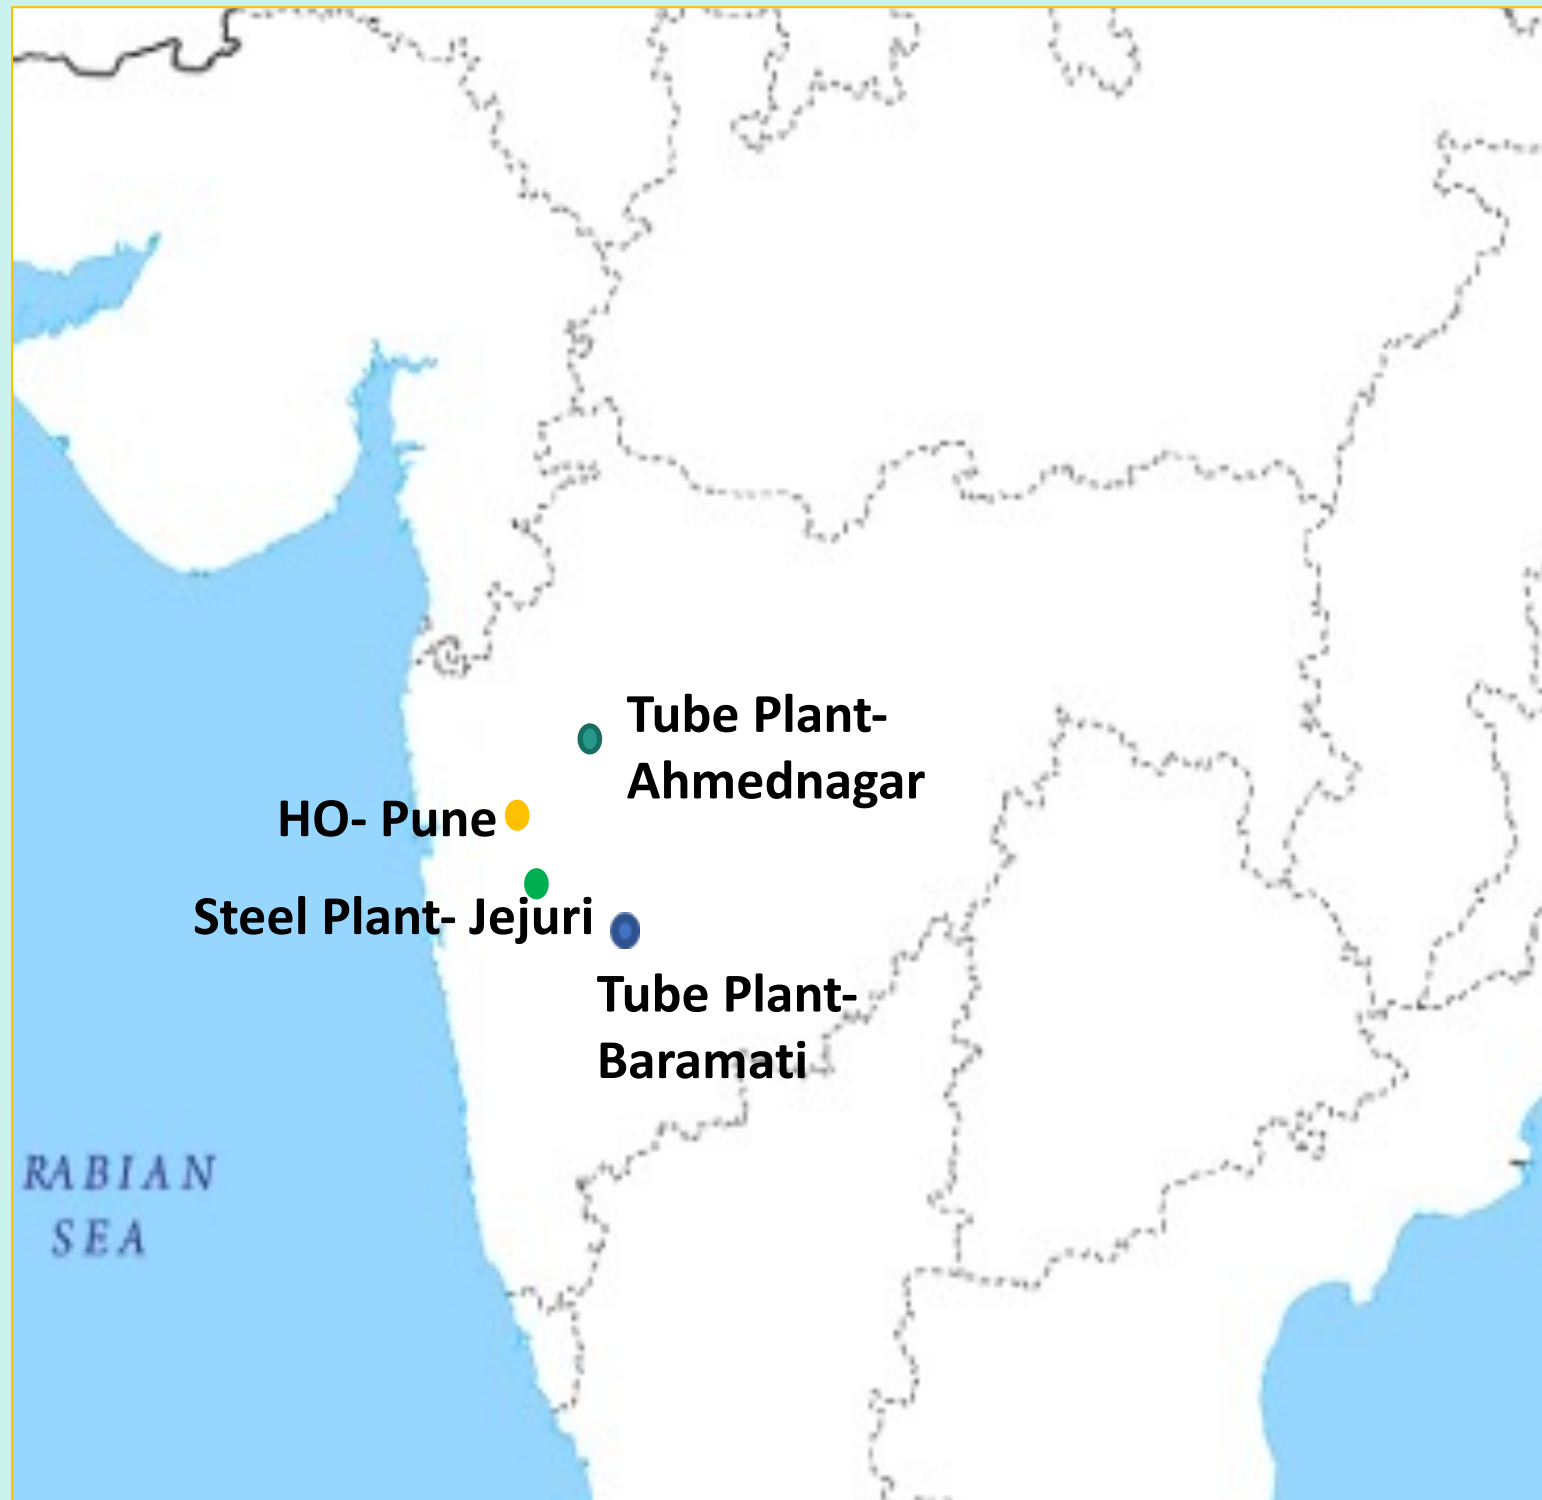 Tube Plant-
Ahmednagar
HO- Pune
Steel Plant- Jejuri
Tube Plant-
Baramati
RABIAN
SEA